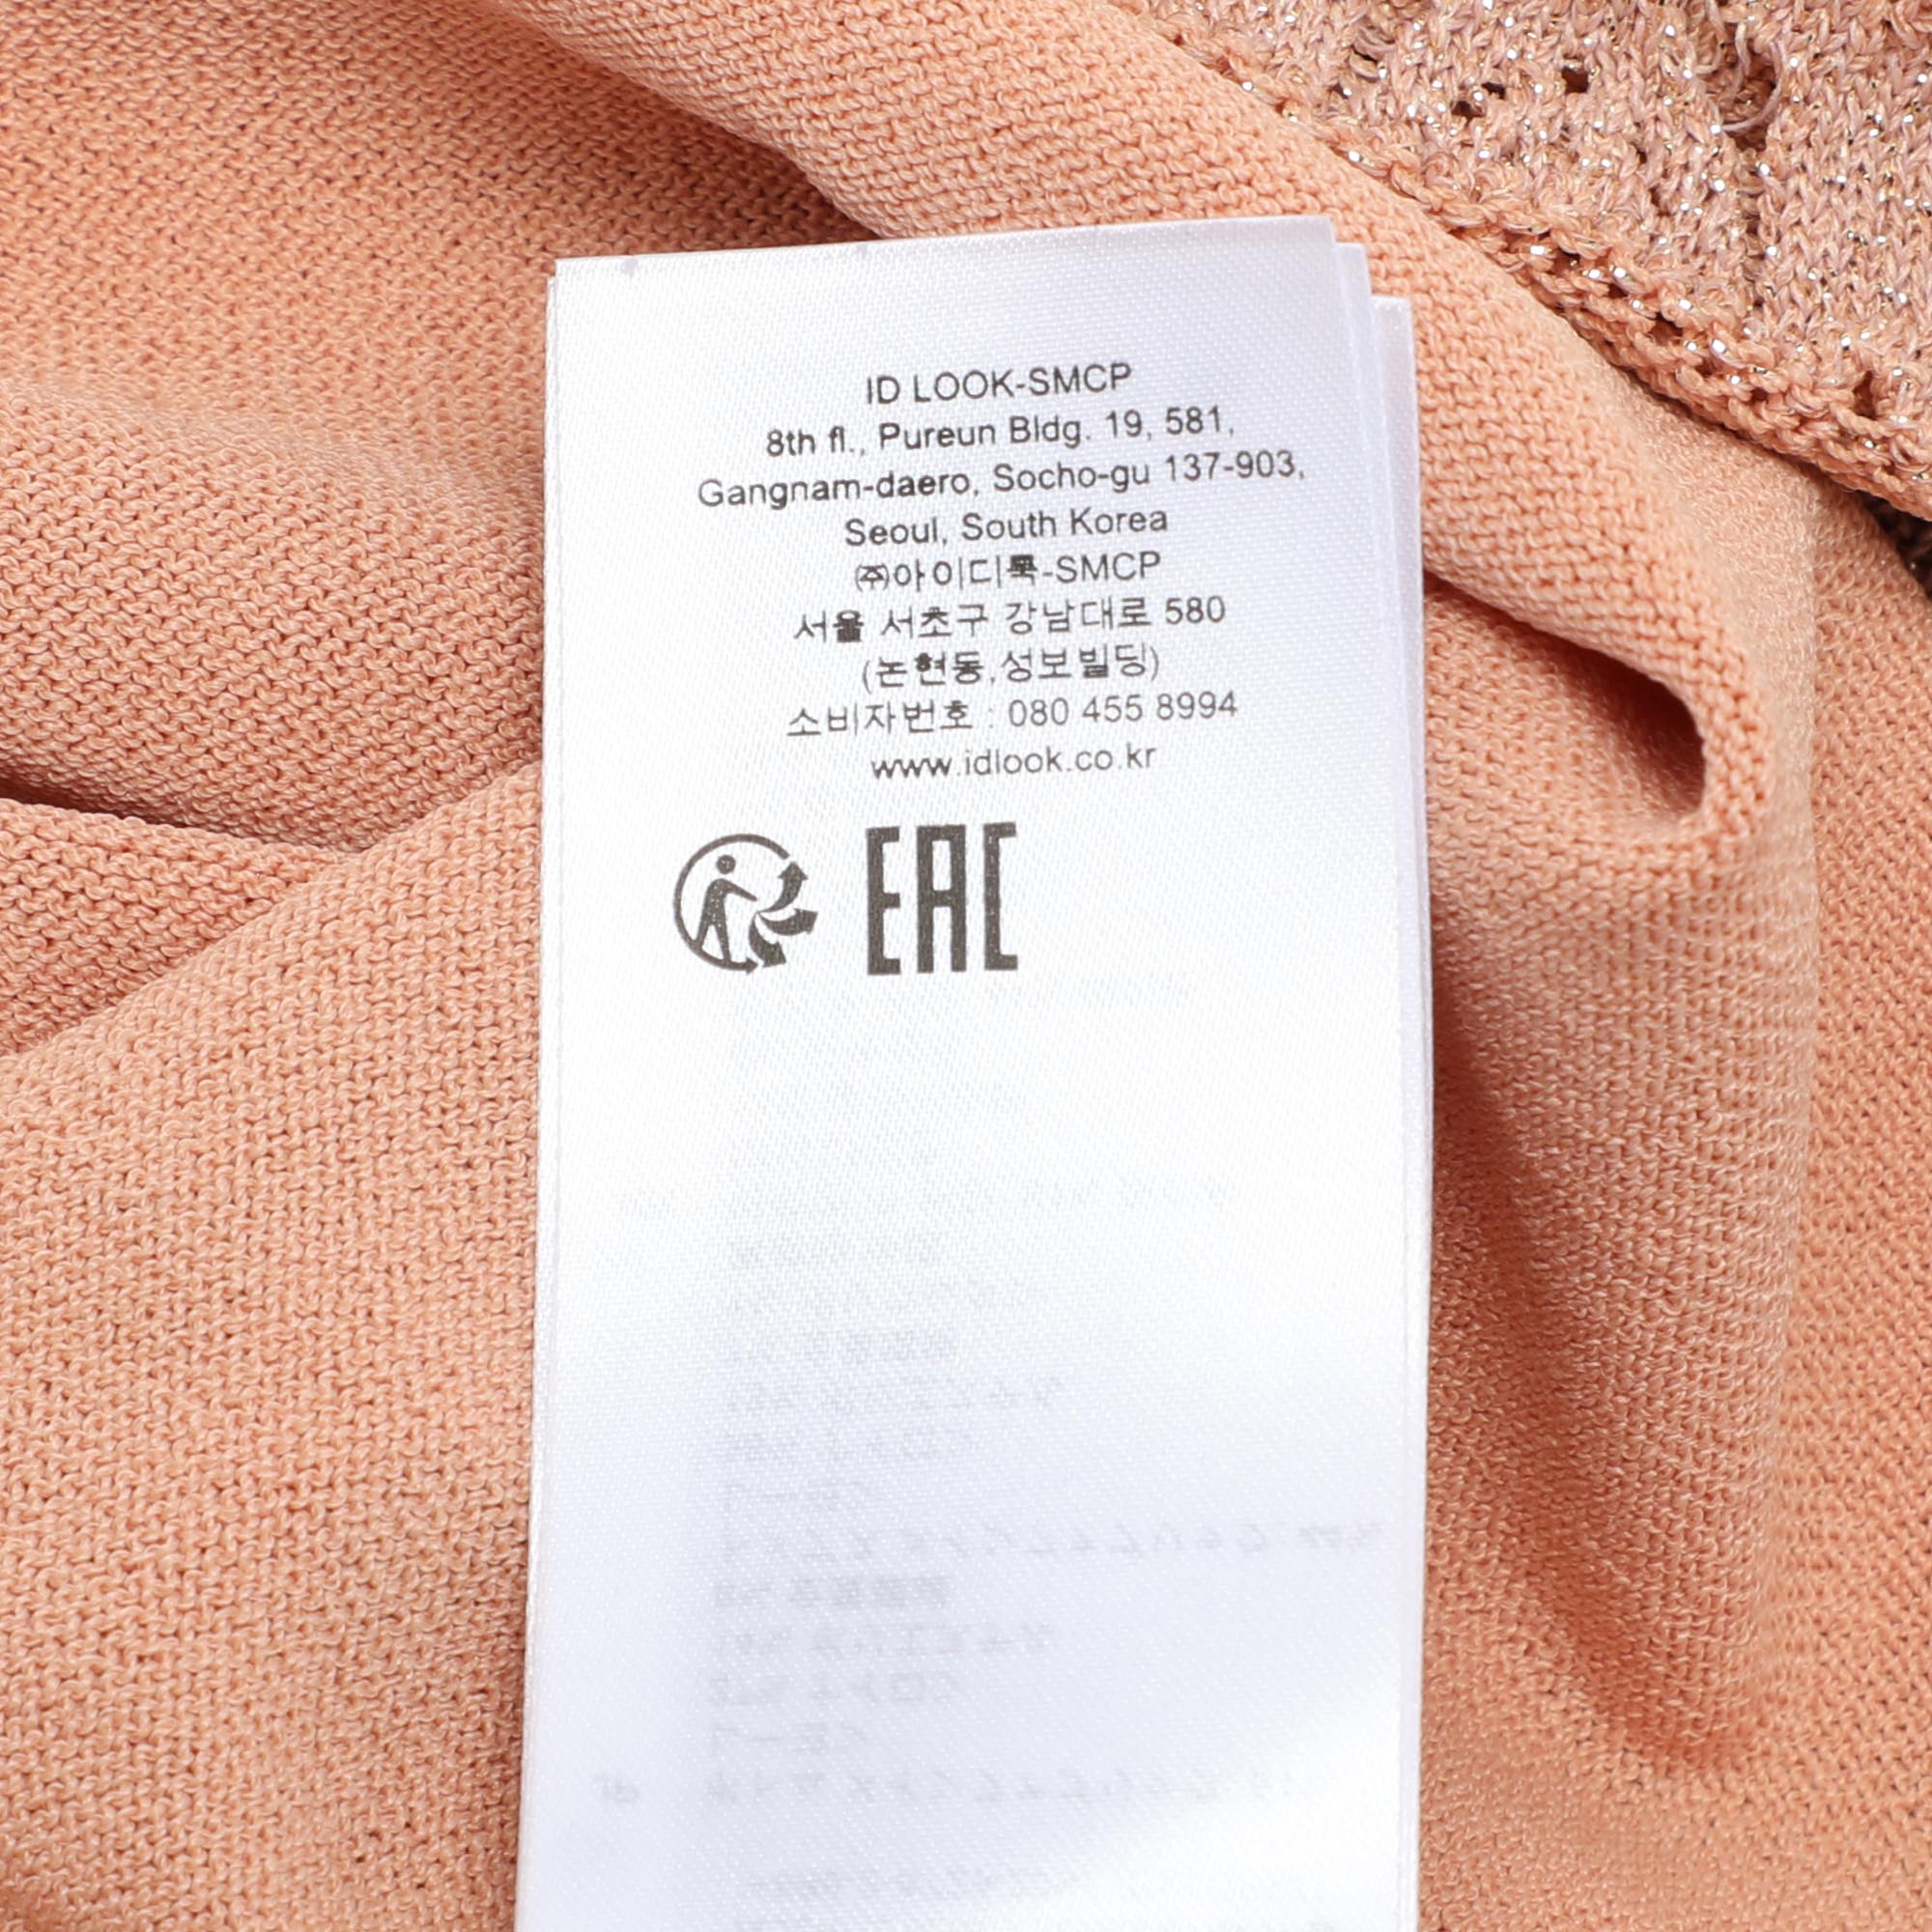 ID LOOK-SMCP
8th fl., Pureun Bldg. 19, 581,
Gangnam-daero, Socho-gu 137-903,
Seoul, South Korea
㈜아이디룩-SMCP
서울 서초구 강남대로 580
(논현동,성보빌딩)
소비자번호 : 080 455 8994
www.idlook.co.kr
EAC